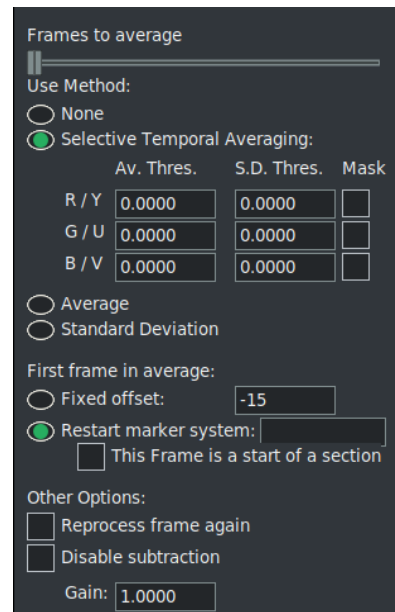 Frames to average
Use Method:
None
Selective Temporal Averaging:
Av. Thres. S.D. Thres. Mask
R / Y 0.0000 0.0000
G / U 0.0000 0.0000
B / V 0.0000 0.0000
Average
Standard Deviation
First frame in average:
Fixed offset: -15
Restart marker system:
This Frame is a start of a section
Other Options:
Reprocess frame again
Disable subtraction
Gain: 1.0000